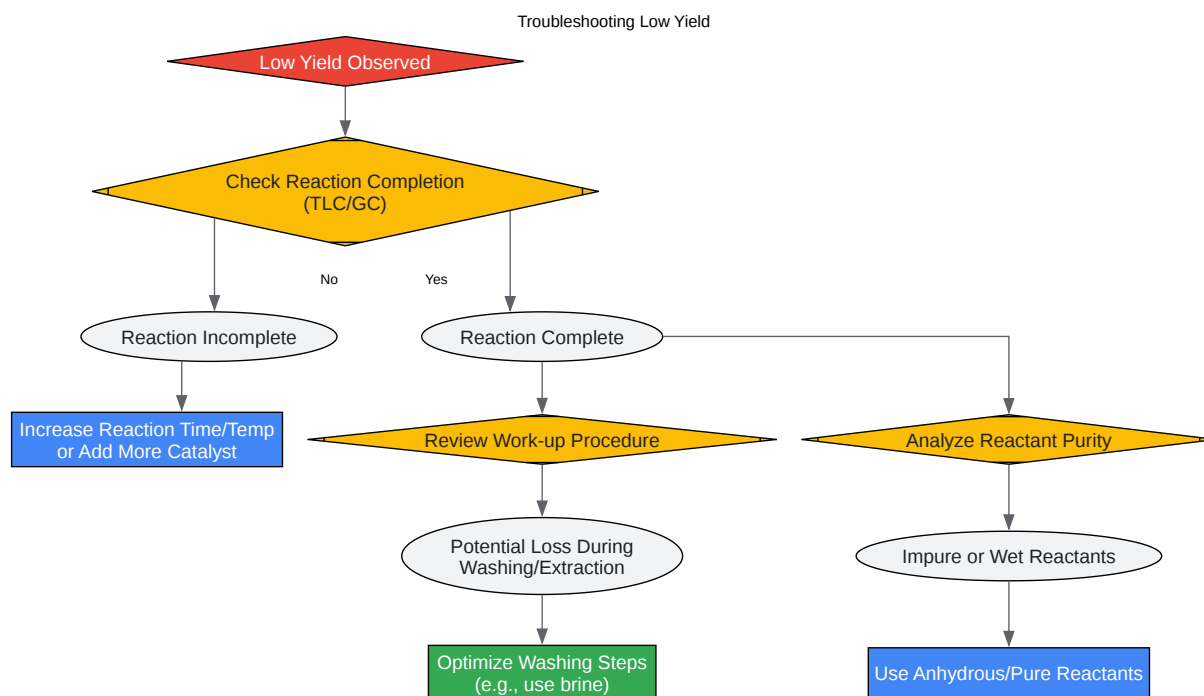 Troubleshooting Low Yield
Low Yield Observed
Check Reaction Completion
(TLC/GC)
No
Yes
Reaction Incomplete
Reaction Complete
Increase Reaction Time/Temp
or Add More Catalyst
Review Work-up Procedure
Analyze Reactant Purity
Potential Loss During
Washing/Extraction
Impure or Wet Reactants
Optimize Washing Steps
(e.g., use brine)
Use Anhydrous/Pure Reactants